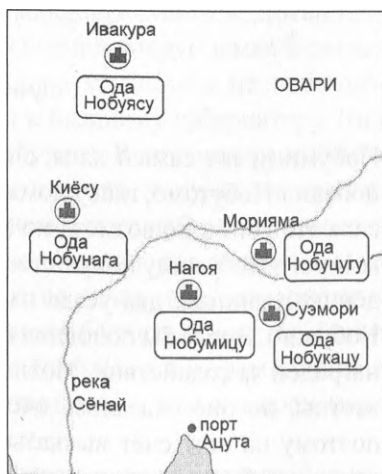 Ивакура
Ода
Нобуясу
ОВАРИ
Киёсу
Ода
Нобунага
Морияма
Ода
Нобуцугу
Нагоя
Ода
Нобумицу
Суэмори
Ода
Нобукацу
река
Сёнай
порт
Ацута